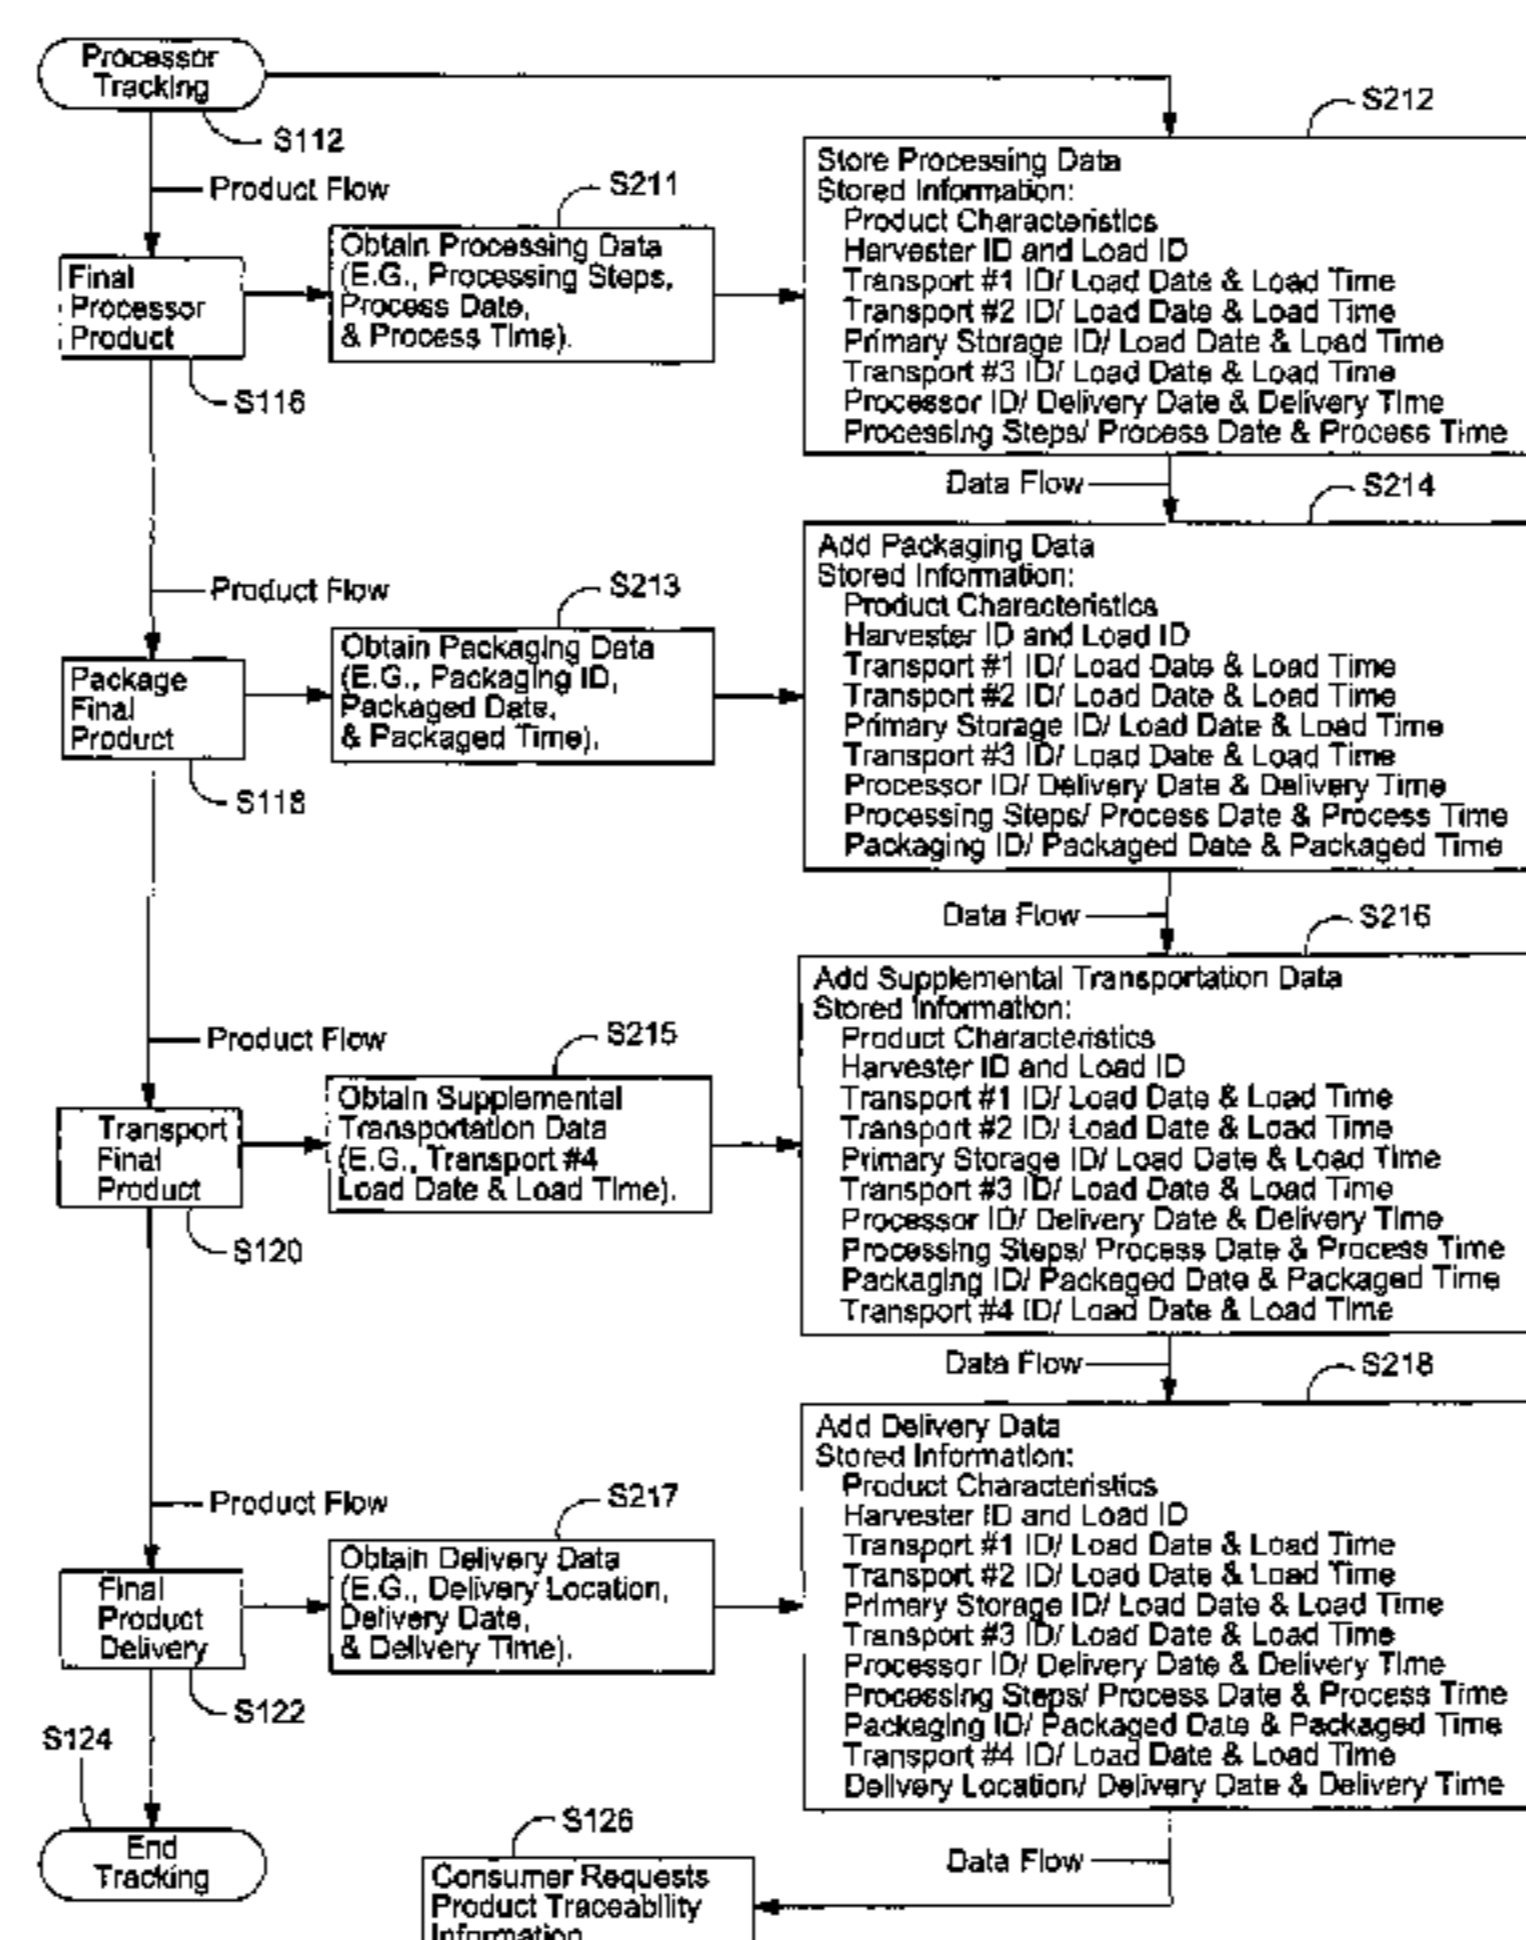 Processor
Tracking
S112
Product Flow
S212
Store Processing Data
Stored Information:
Product Characteristics
Harvester ID and Load ID
Transport #1 ID/ Load Date & Load Time
Transport #2 ID/ Load Date & Load Time
Primary Storage ID/ Load Date & Load Time
Transport #3 ID/ Load Date & Load Time
Processor ID/ Delivery Date & Delivery Time
Processing Steps/ Process Date & Process Time
S211
Obtain Processing Data
(E.G., Processing Steps,
Process Date,
& Process Time).
Final
Processor
Product
S116
Data Flow
S214
Add Packaging Data
Stored Information:
Product Characteristics
Harvester ID and Load ID
Transport #1 ID/ Load Date & Load Time
Transport #2 ID/ Load Date & Load Time
Primary Storage ID/ Load Date & Load Time
Transport #3 ID/ Load Date & Load Time
Processor ID/ Delivery Date & Delivery Time
Processing Steps/ Process Date & Process Time
Packaging ID/ Packaged Date & Packaged Time
Product Flow
S213
Obtain Packaging Data
(E.G., Packaging ID,
Packaged Date,
& Packaged Time).
Package
Final
Product
S118
Data Flow
S216
Add Supplemental Transportation Data
Stored Information:
Product Characteristics
Harvester ID and Load ID
Transport #1 ID/ Load Date & Load Time
Transport #2 ID/ Load Date & Load Time
Primary Storage ID/ Load Date & Load Time
Transport #3 ID/ Load Date & Load Time
Processor ID/ Delivery Date & Delivery Time
Processing Steps/ Process Date & Process Time
Packaging ID/ Packaged Date & Packaged Time
Transport #4 ID/ Load Date & Load Time
Product Flow
S215
Obtain Supplemental
Transportation Data
(E.G., Transport #4
Load Date & Load Time).
Transport
Final
Product
S120
Data Flow
S218
Add Delivery Data
Stored Information:
Product Characteristics
Harvester ID and Load ID
Transport #1 ID/ Load Date & Load Time
Transport #2 ID/ Load Date & Load Time
Primary Storage ID/ Load Date & Load Time
Transport #3 ID/ Load Date & Load Time
Processor ID/ Delivery Date & Delivery Time
Processing Steps/ Process Date & Process Time
Packaging ID/ Packaged Date & Packaged Time
Transport #4 ID/ Load Date & Load Time
Delivery Location/ Delivery Date & Delivery Time
Product Flow
S217
Obtain Delivery Data
(E.G., Delivery Location,
Delivery Date,
& Delivery Time).
Final
Product
Delivery
S122
S124
End
Tracking
S126
Data Flow
Consumer Requests
Product Traceability
Information